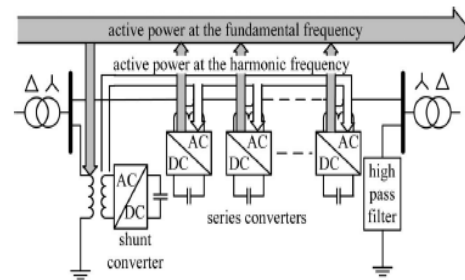 active power at the fundamental frequency
active power at the harmonic frequency
Δ
Δ
AC
DC
AC
DC
AC
DC
AC
DC
high
pass
filter
series converters
shunt
converter